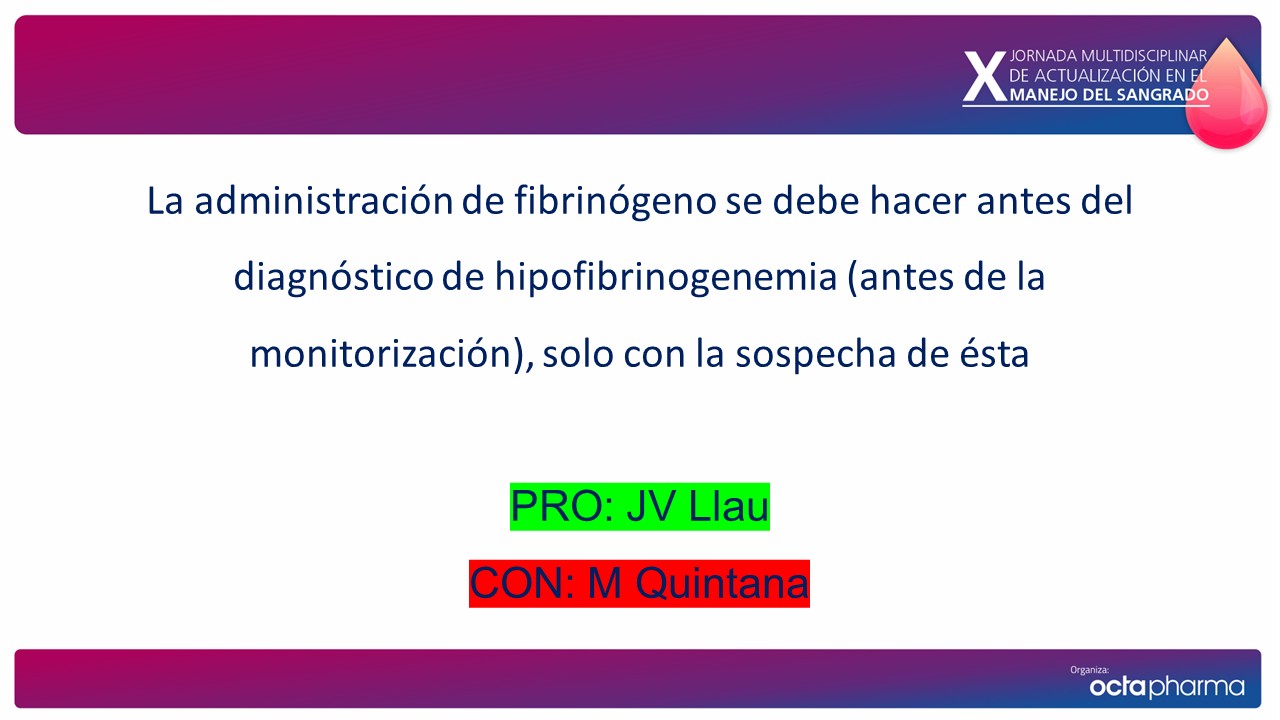 X JORNADA MULTIDISCIPLINAR
DE ACTUALIZACIÓN EN EL
MANEJO DEL SANGRADO
La administración de fibrinógeno se debe hacer antes del
diagnóstico de hipofibrinogenemia (antes de la
monitorización), solo con la sospecha de ésta
PRO: JV Llau
CON: M Quintana
Organiza:
octapharma